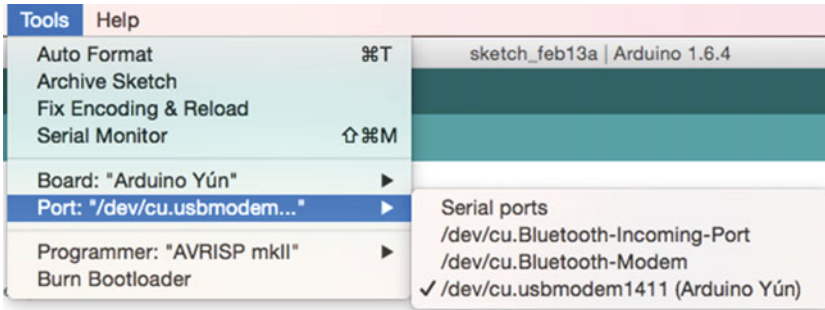 Tools Help
sketch_feb13a | Arduino 1.6.4
Auto Format ⌘T
Archive Sketch
Fix Encoding & Reload
Serial Monitor ⇧⌘M
Board: "Arduino Yún" ▶
Port: "/dev/cu.usbmodem..." ▶
Programmer: "AVRISP mkII" ▶
Burn Bootloader
Serial ports
/dev/cu.Bluetooth-Incoming-Port
/dev/cu.Bluetooth-Modem
✓ /dev/cu.usbmodem1411 (Arduino Yún)